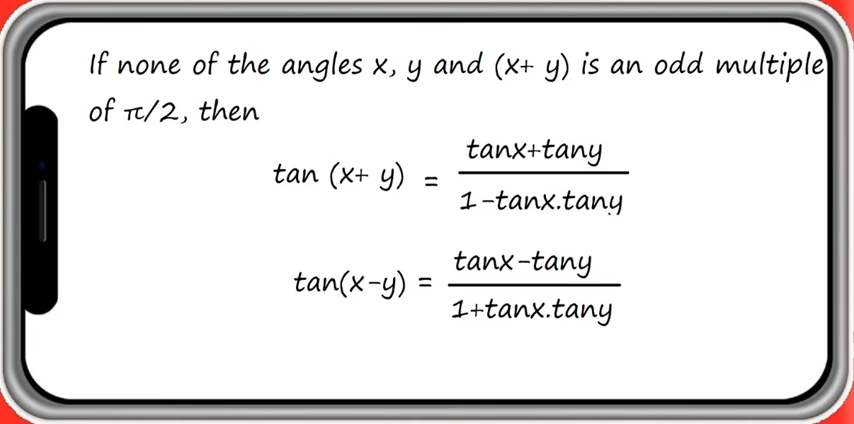 If none of the angles x, y and (x+ y) is an odd multiple
of π/2, then
tan (x+ y) = tanx+tany
1-tanx.tany
tan(x-y) = tanx-tany
1+tanx.tany